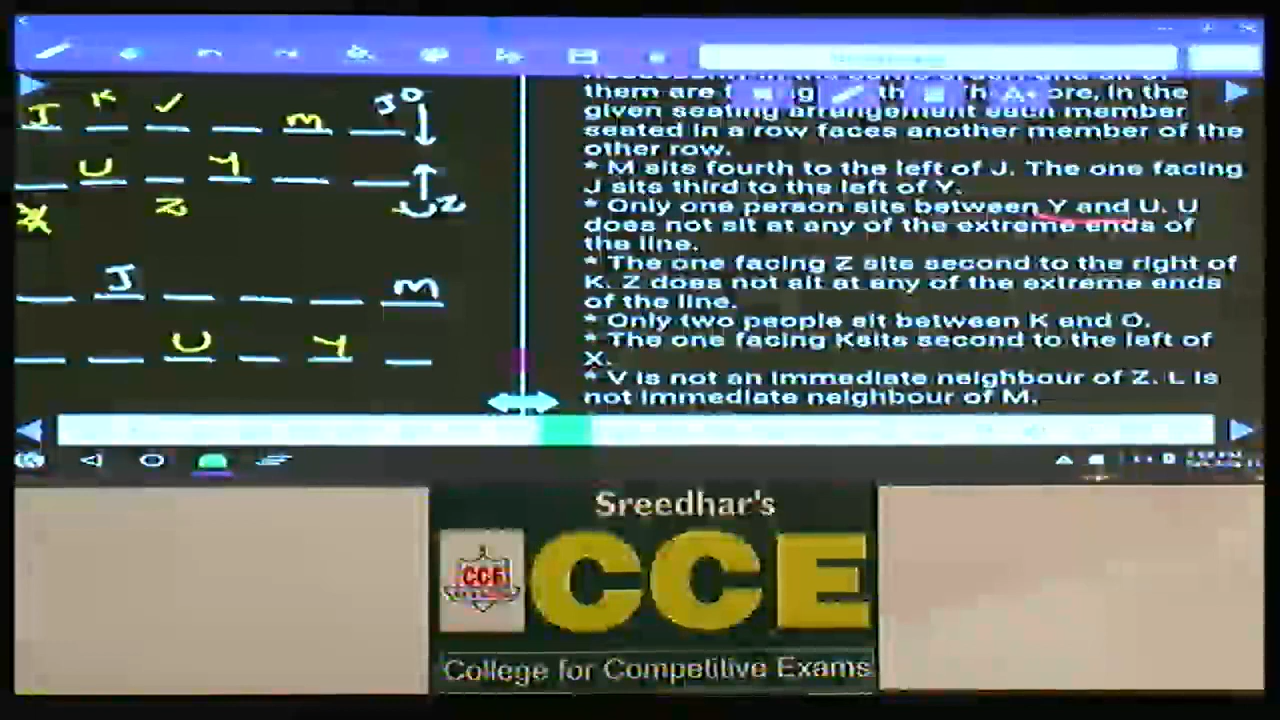 J K V
m
J O
U Y
Z
U Z
J
m
U Y
them are
ore, in the
given seating arrangement each member
seated in a row faces another member of the
other row.
* M sits fourth to the left of J. The one facing
J sits third to the left of Y.
* Only one person sits between Y and U. U
does not sit at any of the extreme ends of
the line.
* The one facing Z sits second to the right of
K. Z does not sit at any of the extreme ends
of the line.
* Only two people sit between K and O.
* The one facing Ksits second to the left of
X.
* V is not an immediate neighbour of Z. L is
not immediate neighbour of M.
Sreedhar's
CCE
CCE
College for Competitive Exams